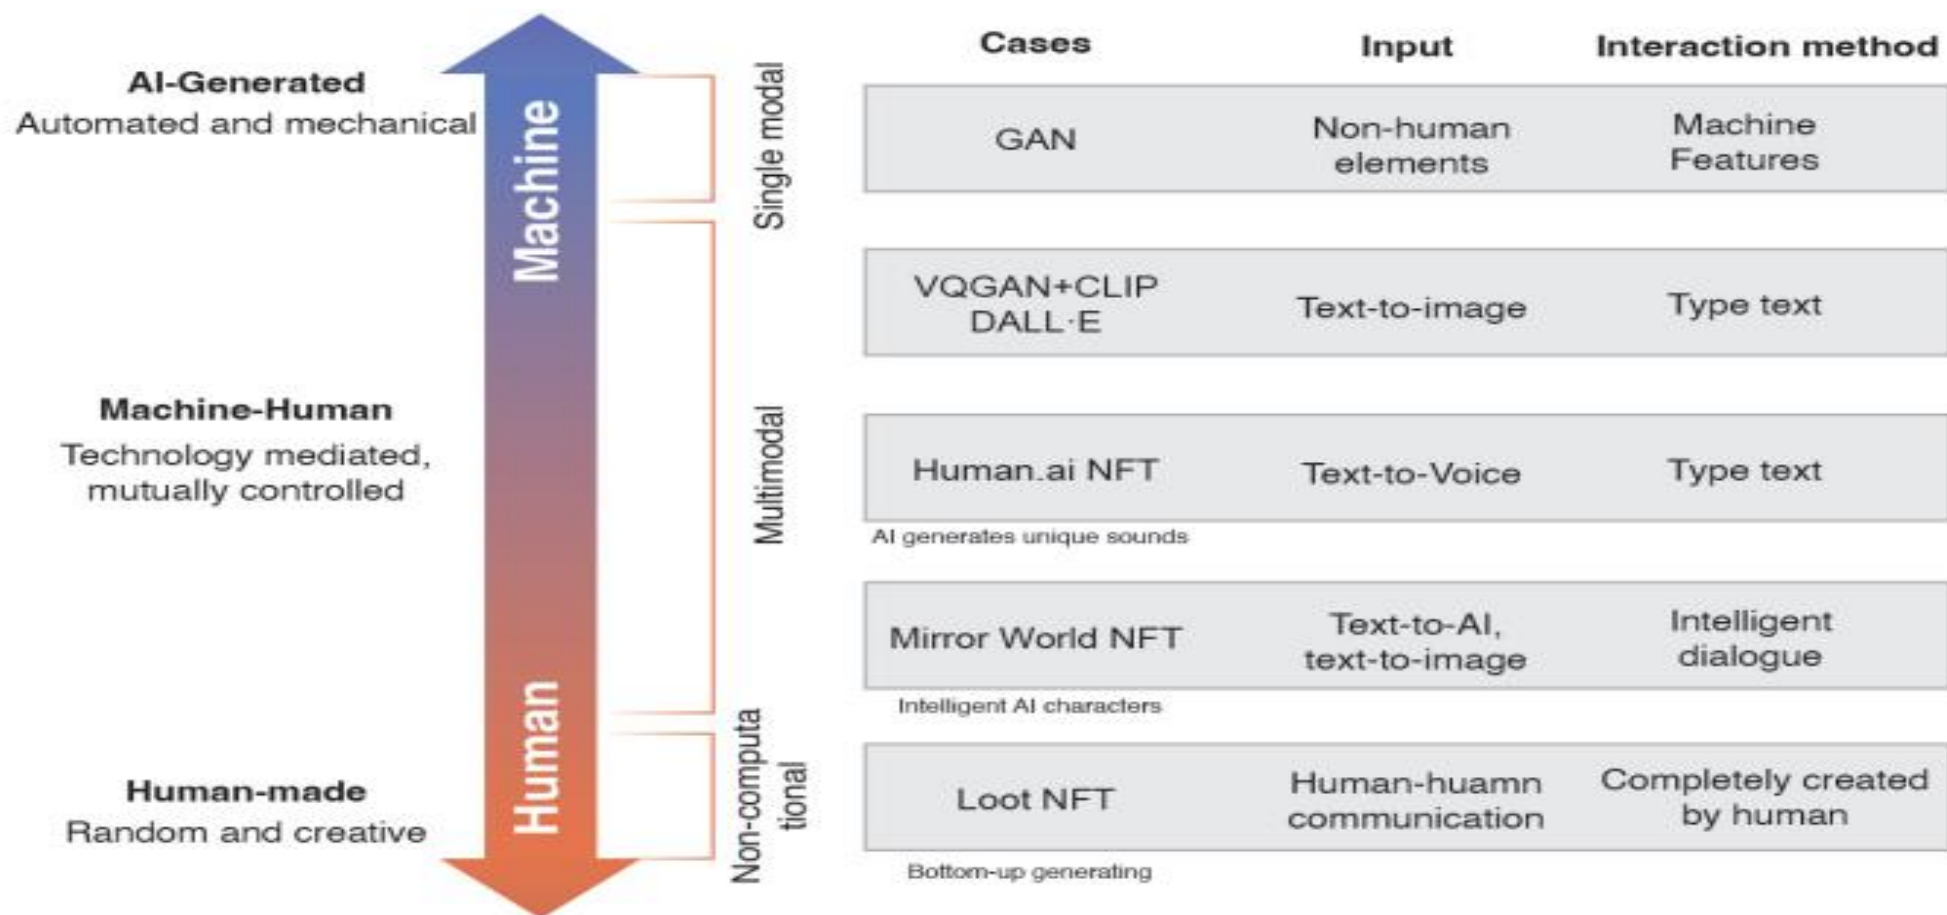 Cases Input Interaction method
AI-Generated
Automated and mechanical
Machine
Single modal
GAN
Non-human
elements
Machine
Features
VQGAN+CLIP
DALL·E
Text-to-image
Type text
Machine-Human
Technology mediated,
mutually controlled
Multimodal
Human.ai NFT
Text-to-Voice
Type text
AI generates unique sounds
Mirror World NFT
Text-to-AI,
text-to-image
Intelligent
dialogue
Intelligent AI characters
Human-made
Random and creative
Human
Non-computa
tional
Loot NFT
Human-huamn
communication
Completely created
by human
Bottom-up generating